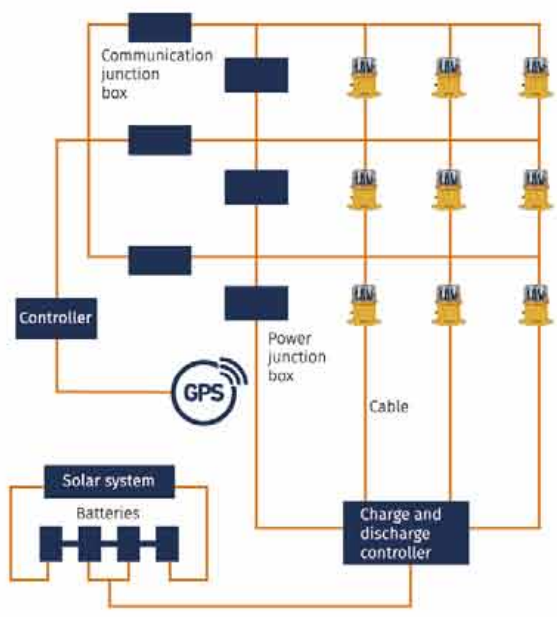 Communication
junction
box
Controller
Power
junction
box
GPS
Cable
Solar system
Batteries
Charge and
discharge
controller